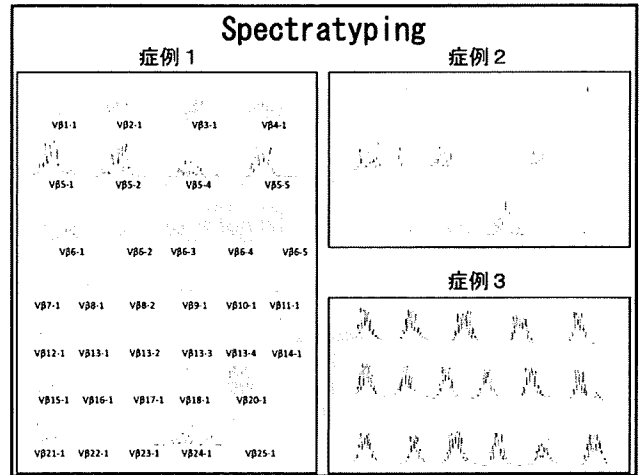 Spectratyping
症例1
Vβ1-1 Vβ2-1 Vβ3-1 Vβ4-1
Vβ5-1 Vβ5-2 Vβ5-4 Vβ5-5
Vβ6-1 Vβ6-2 Vβ6-3 Vβ6-4 Vβ6-5
Vβ7-1 Vβ8-1 Vβ8-2 Vβ9-1 Vβ10-1 Vβ11-1
Vβ12-1 Vβ13-1 Vβ13-2 Vβ13-3 Vβ13-4 Vβ14-1
Vβ15-1 Vβ16-1 Vβ17-1 Vβ18-1 Vβ20-1
Vβ21-1 Vβ22-1 Vβ23-1 Vβ24-1 Vβ25-1
症例2
症例3